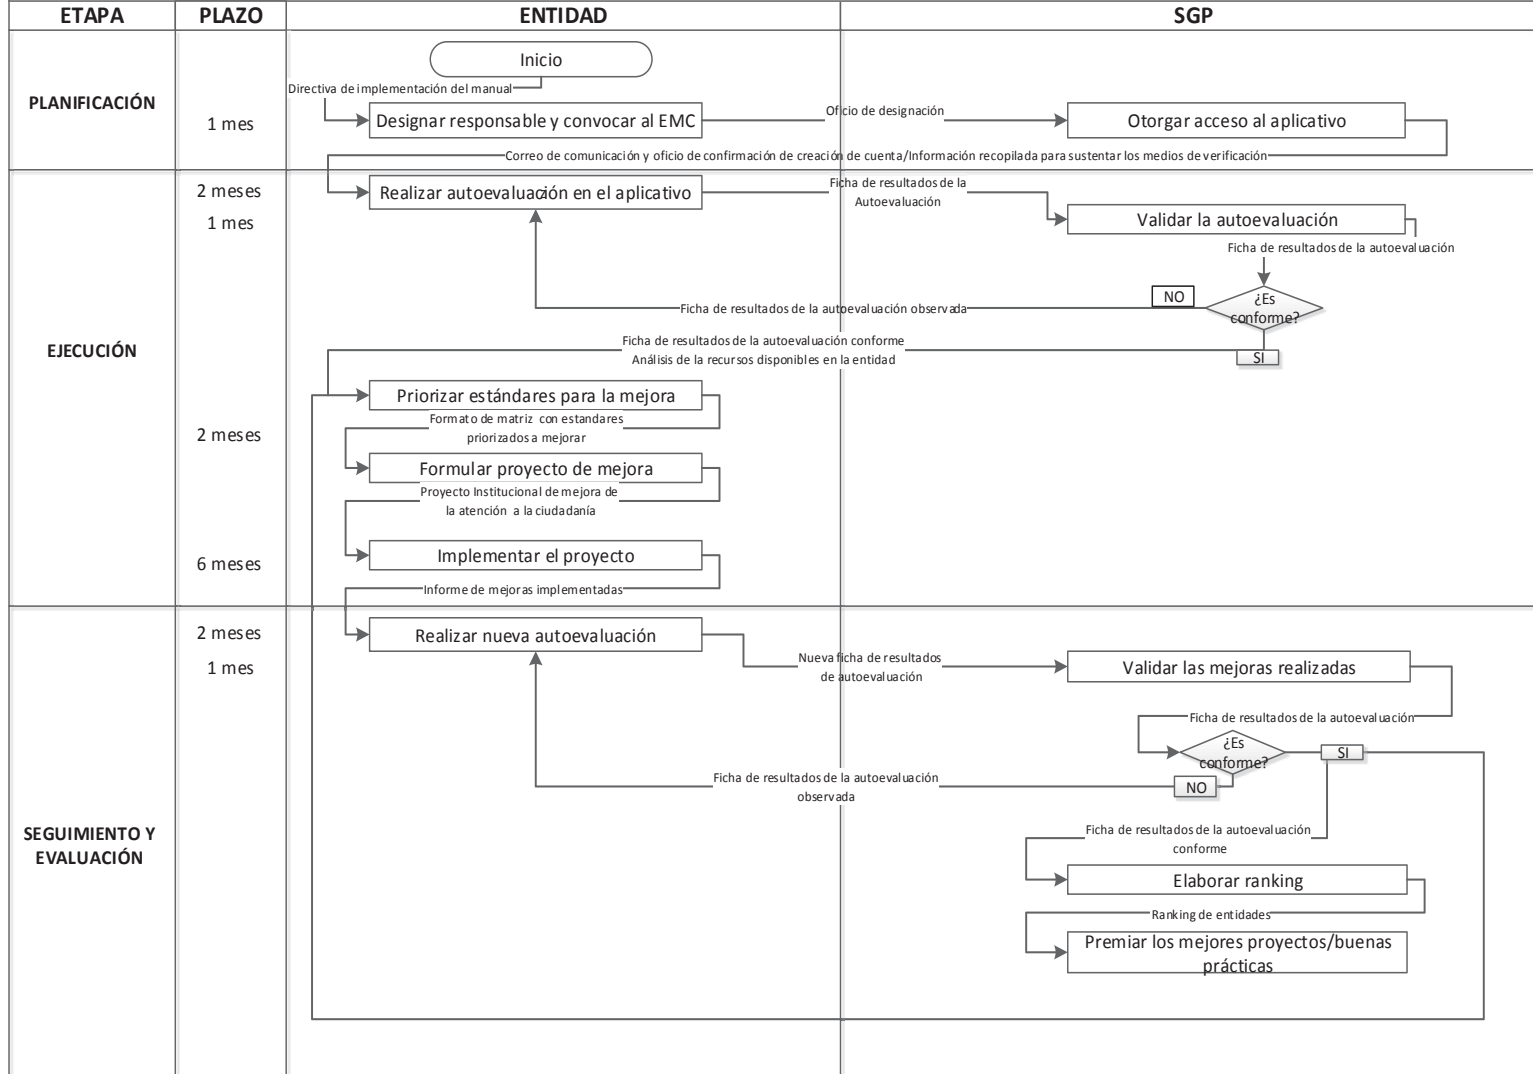 ETAPA
PLAZO
ENTIDAD
SGP
PLANIFICACIÓN
1 mes
Inicio
Directiva de implementación del manual
Designar responsable y convocar al EMC
Oficio de designación
Otorgar acceso al aplicativo
Correo de comunicación y oficio de confirmación de creación de cuenta/Información recopilada para sustentar los medios de verificación
EJECUCIÓN
2 meses
1 mes
Realizar autoevaluación en el aplicativo
Ficha de resultados de la
Autoevaluación
Validar la autoevaluación
Ficha de resultados de la autoevaluación
¿Es
conforme?
NO
Ficha de resultados de la autoevaluación observada
SI
Ficha de resultados de la autoevaluación conforme
Análisis de la recursos disponibles en la entidad
Priorizar estándares para la mejora
Formato de matriz con estandares
priorizados a mejorar
2 meses
Formular proyecto de mejora
Proyecto Institucional de mejora de
la atención a la ciudadanía
6 meses
Implementar el proyecto
Informe de mejoras implementadas
SEGUIMIENTO Y
EVALUACIÓN
2 meses
1 mes
Realizar nueva autoevaluación
Nueva ficha de resultados
de autoevaluación
Validar las mejoras realizadas
Ficha de resultados de la autoevaluación
¿Es
conforme?
SI
NO
Ficha de resultados de la autoevaluación
observada
Ficha de resultados de la autoevaluación
conforme
Elaborar ranking
Ranking de entidades
Premiar los mejores proyectos/buenas
prácticas